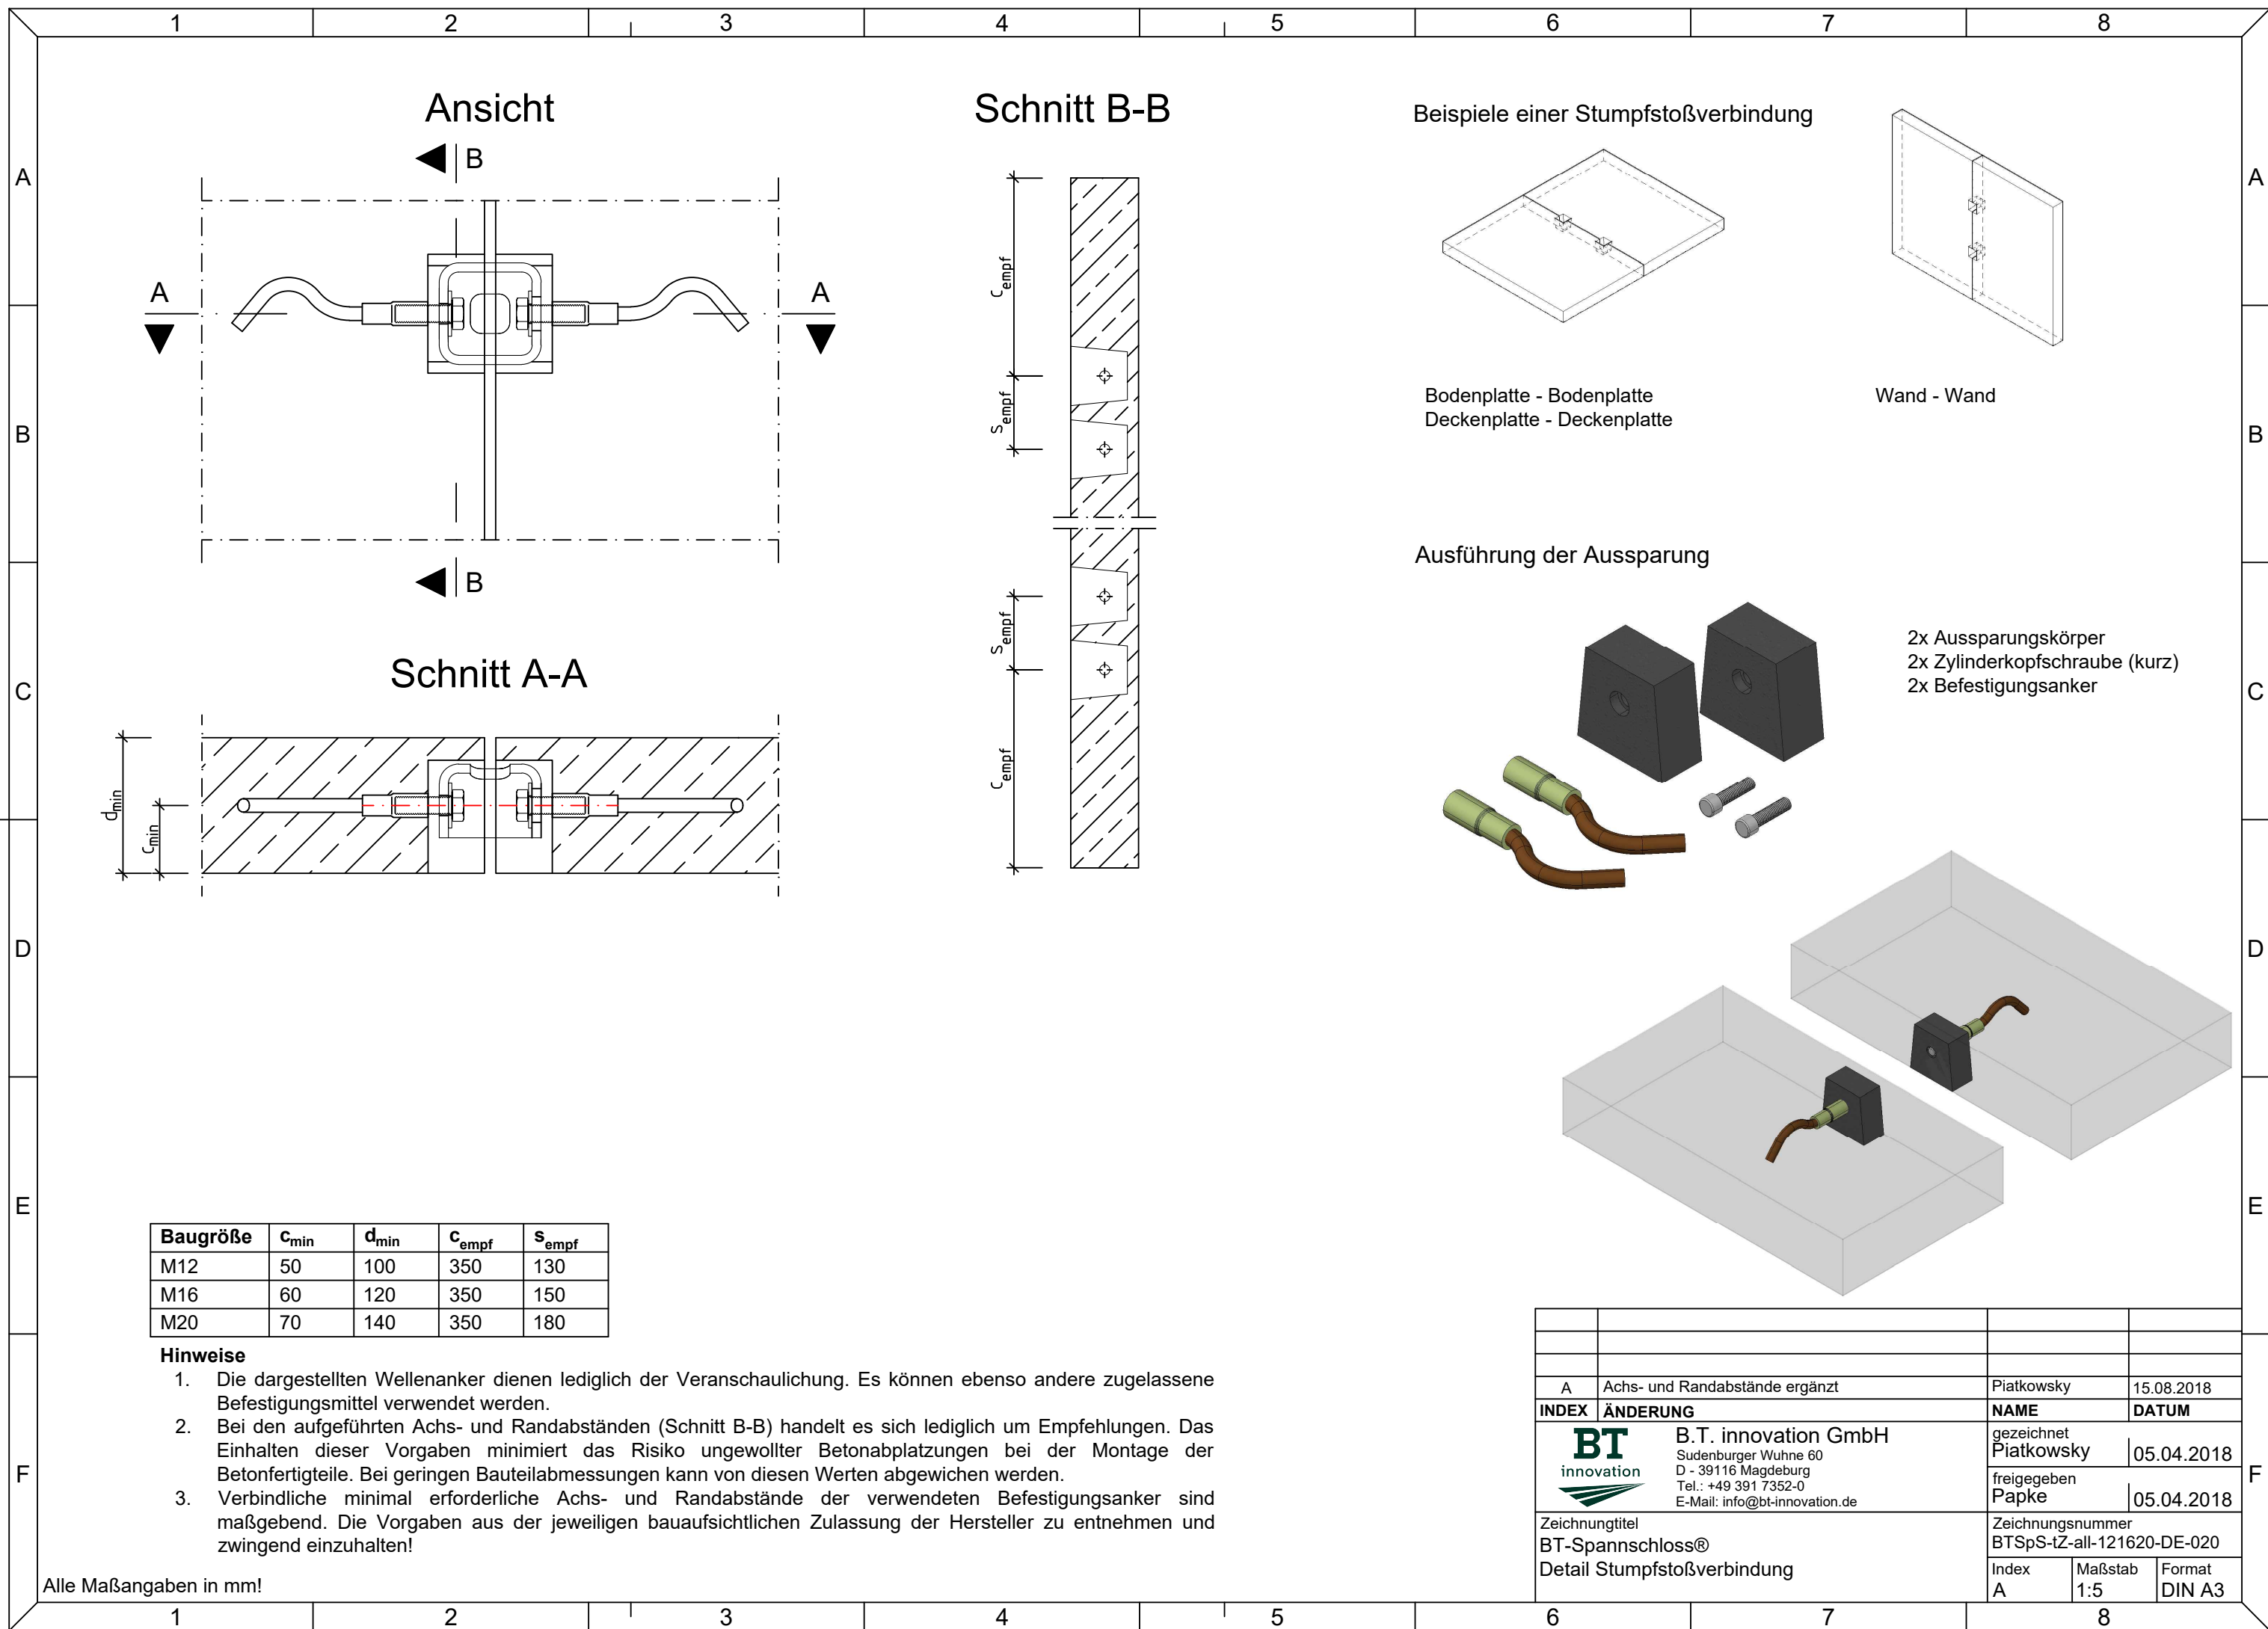 1 2 3 4 5 6 7 8
A
B
C
D
E
F
Ansicht
B
A A
B
Schnitt A-A
dmin
cmin
Schnitt B-B
cempf
sempf
sempf
cempf
Beispiele einer Stumpfstoßverbindung
Bodenplatte - Bodenplatte
Deckenplatte - Deckenplatte
Wand - Wand
Ausführung der Aussparung
2x Aussparungskörper
2x Zylinderkopfschraube (kurz)
2x Befestigungsanker
Baugröße cmin dmin cempf sempf
M12 50 100 350 130
M16 60 120 350 150
M20 70 140 350 180
Hinweise
1. Die dargestellten Wellenanker dienen lediglich der Veranschaulichung. Es können ebenso andere zugelassene
Befestigungsmittel verwendet werden.
2. Bei den aufgeführten Achs- und Randabständen (Schnitt B-B) handelt es sich lediglich um Empfehlungen. Das
Einhalten dieser Vorgaben minimiert das Risiko ungewollter Betonabplatzungen bei der Montage der
Betonfertigteile. Bei geringen Bauteilabmessungen kann von diesen Werten abgewichen werden.
3. Verbindliche minimal erforderliche Achs- und Randabstände der verwendeten Befestigungsanker sind
maßgebend. Die Vorgaben aus der jeweiligen bauaufsichtlichen Zulassung der Hersteller zu entnehmen und
zwingend einzuhalten!
Alle Maßangaben in mm!
A Achs- und Randabstände ergänzt Piatkowsky 15.08.2018
INDEX ÄNDERUNG NAME DATUM
BT
innovation
B.T. innovation GmbH
Sudenburger Wuhne 60
D - 39116 Magdeburg
Tel.: +49 391 7352-0
E-Mail: info@bt-innovation.de
gezeichnet
Piatkowsky 05.04.2018
freigegeben
Papke 05.04.2018
Zeichnungtitel
BT-Spannschloss®
Detail Stumpfstoßverbindung
Zeichnungsnummer
BTSpS-tZ-all-121620-DE-020
Index Maßstab Format
A 1:5 DIN A3
A
B
C
D
E
F
1 2 3 4 5 6 7 8